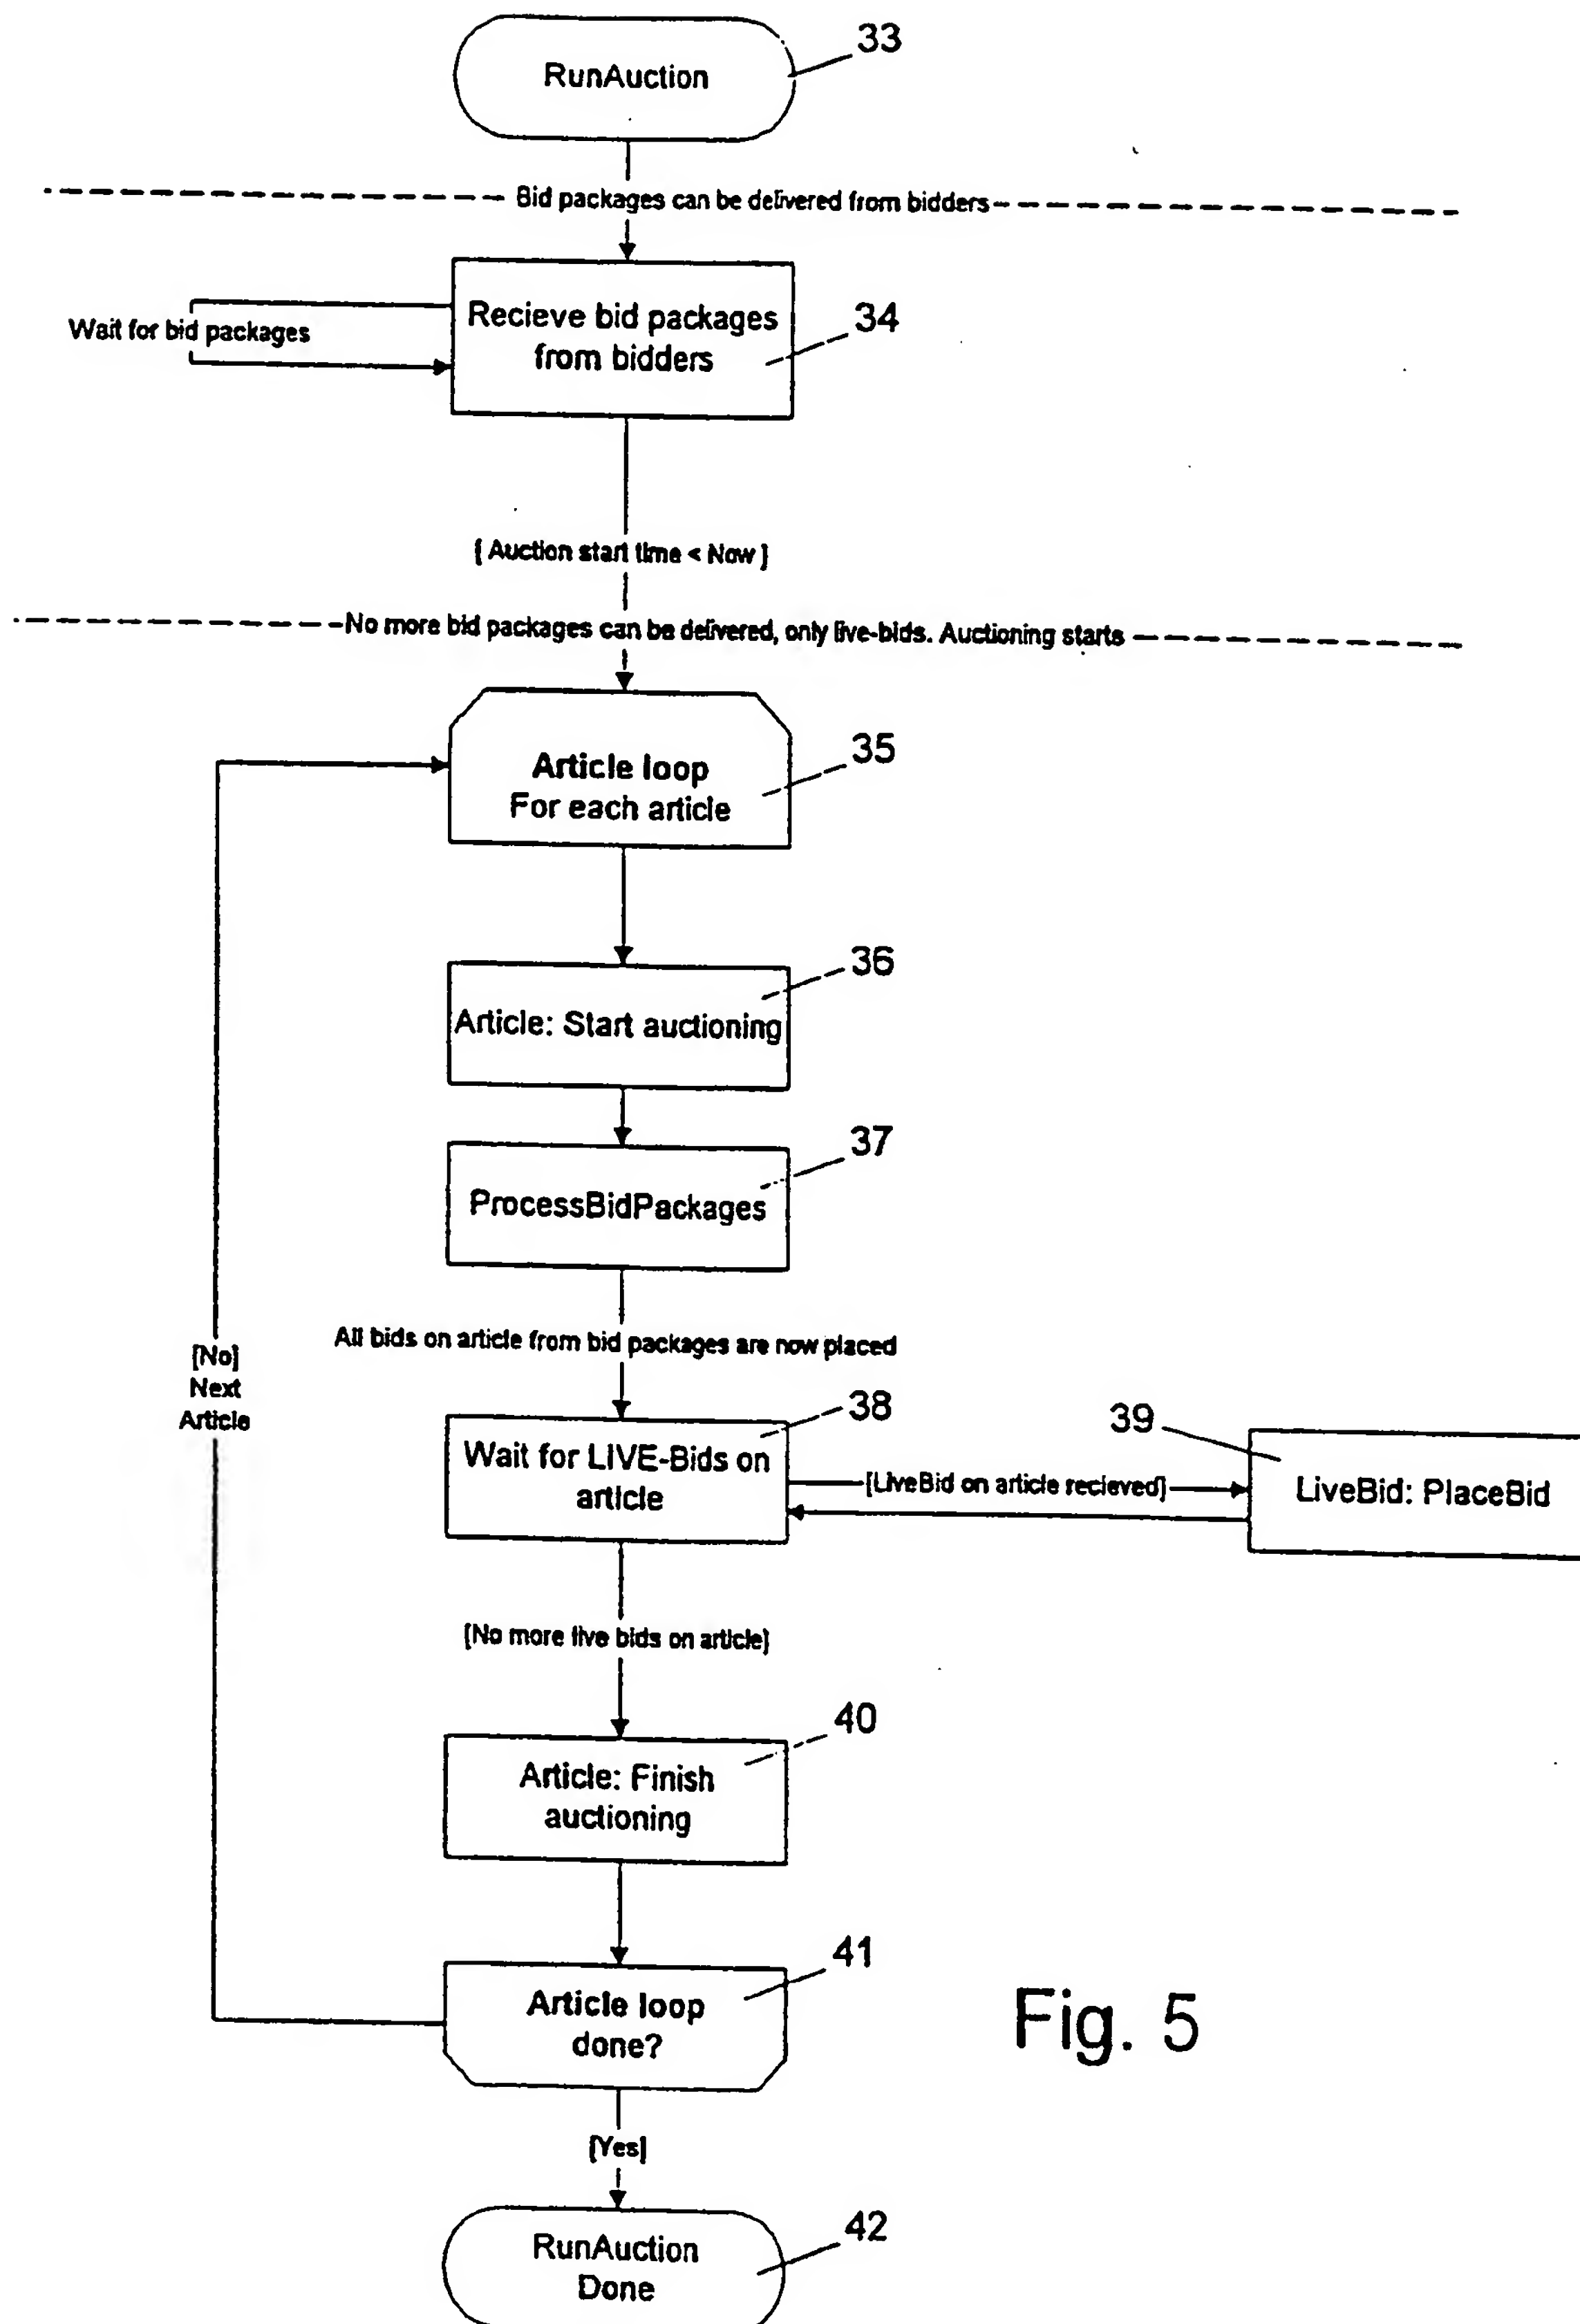 33
RunAuction
Bid packages can be delivered from bidders
Recieve bid packages
from bidders
34
Wait for bid packages
[ Auction start time < Now ]
No more bid packages can be delivered, only live-bids. Auctioning starts
35
Article loop
For each article
36
Article: Start auctioning
37
ProcessBidPackages
All bids on article from bid packages are now placed
[No]
Next
Article
38
Wait for LIVE-Bids on
article
[LiveBid on article recieved]
39
LiveBid: PlaceBid
[No more live bids on article]
40
Article: Finish
auctioning
41
Article loop
done?
Fig. 5
[Yes]
42
RunAuction
Done